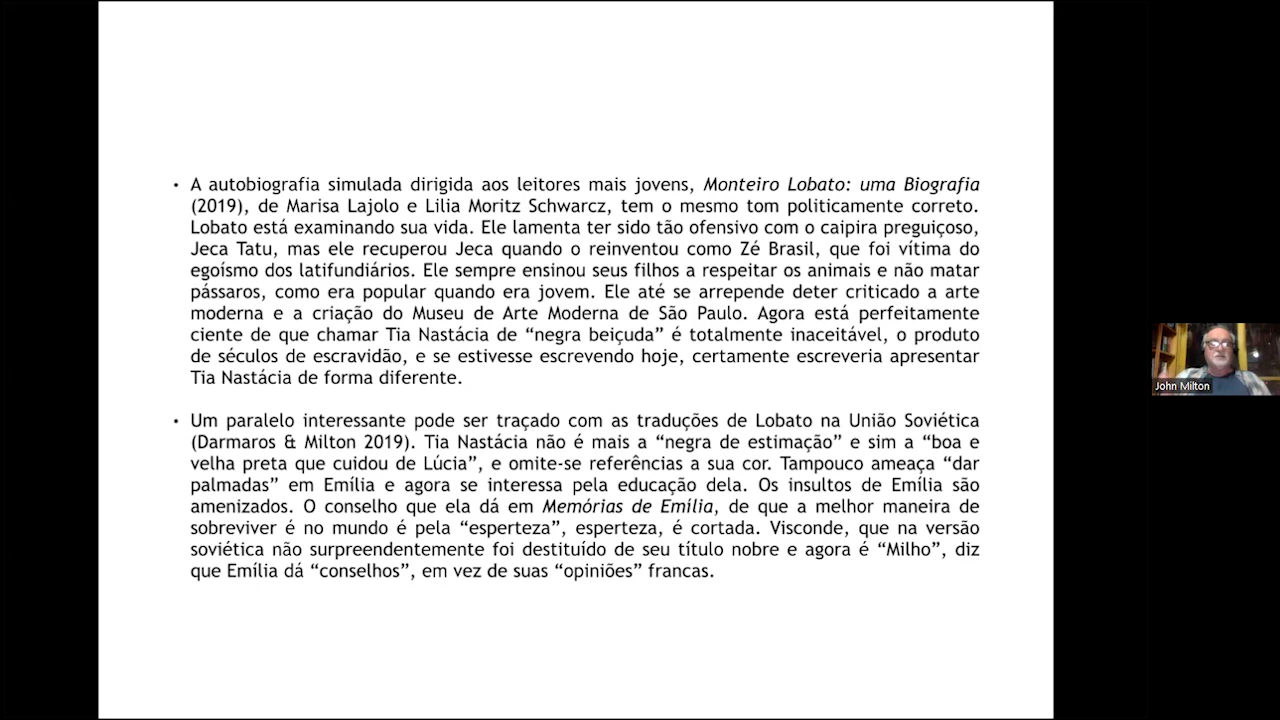 • A autobiografia simulada dirigida aos leitores mais jovens, Monteiro Lobato: uma Biografia
(2019), de Marisa Lajolo e Lilia Moritz Schwarcz, tem o mesmo tom politicamente correto.
Lobato está examinando sua vida. Ele lamenta ter sido tão ofensivo com o caipira preguiçoso,
Jeca Tatu, mas ele recuperou Jeca quando o reinventou como Zé Brasil, que foi vítima do
egoísmo dos latifundiários. Ele sempre ensinou seus filhos a respeitar os animais e não matar
pássaros, como era popular quando era jovem. Ele até se arrepende deter criticado a arte
moderna e a criação do Museu de Arte Moderna de São Paulo. Agora está perfeitamente
ciente de que chamar Tia Nastácia de “negra beiçuda” é totalmente inaceitável, o produto
de séculos de escravidão, e se estivesse escrevendo hoje, certamente escreveria apresentar
Tia Nastácia de forma diferente.
• Um paralelo interessante pode ser traçado com as traduções de Lobato na União Soviética
(Darmaros & Milton 2019). Tia Nastácia não é mais a “negra de estimação” e sim a “boa e
velha preta que cuidou de Lúcia”, e omite-se referências a sua cor. Tampouco ameaça “dar
palmadas” em Emília e agora se interessa pela educação dela. Os insultos de Emília são
amenizados. O conselho que ela dá em Memórias de Emília, de que a melhor maneira de
sobreviver é no mundo é pela “esperteza”, esperteza, é cortada. Visconde, que na versão
soviética não surpreendentemente foi destituído de seu título nobre e agora é “Milho”, diz
que Emília dá “conselhos”, em vez de suas “opiniões” francas.
John Milton